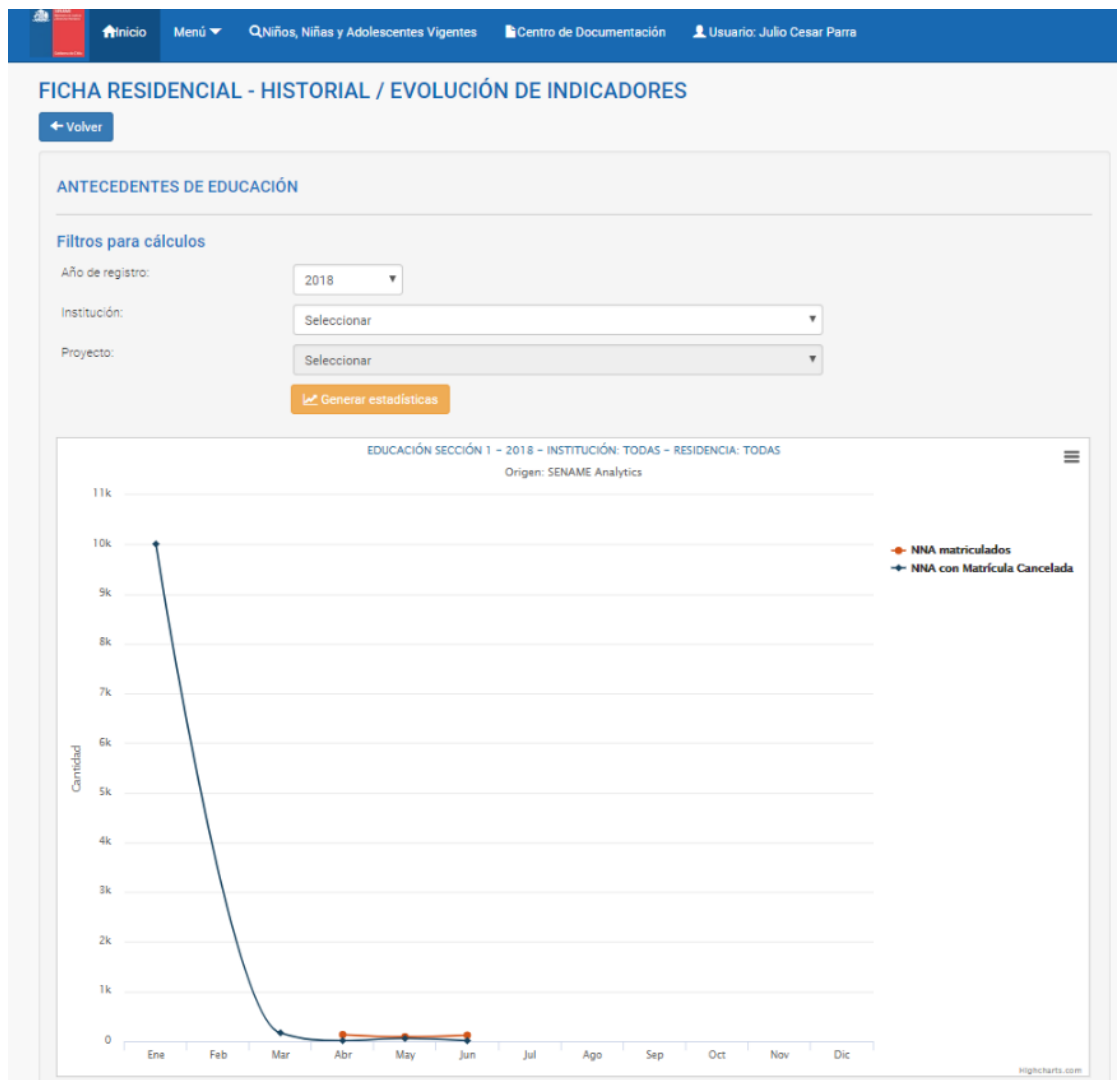 Inicio
Menú
Niños, Niñas y Adolescentes Vigentes
Centro de Documentación
Usuario: Julio Cesar Parra
FICHA RESIDENCIAL - HISTORIAL / EVOLUCIÓN DE INDICADORES
Volver
ANTECEDENTES DE EDUCACIÓN
Filtros para cálculos
Año de registro:
2018
Institución:
Seleccionar
Proyecto:
Seleccionar
Generar estadísticas
EDUCACIÓN SECCIÓN 1 - 2018 - INSTITUCIÓN: TODAS - RESIDENCIA: TODAS
Origen: SENAME Analytics
11k
10k
9k
8k
7k
6k
5k
4k
3k
2k
1k
0
Cantidad
NNA matriculados
NNA con Matrícula Cancelada
Ene Feb Mar Abr May Jun Jul Ago Sep Oct Nov Dic
Highcharts.com